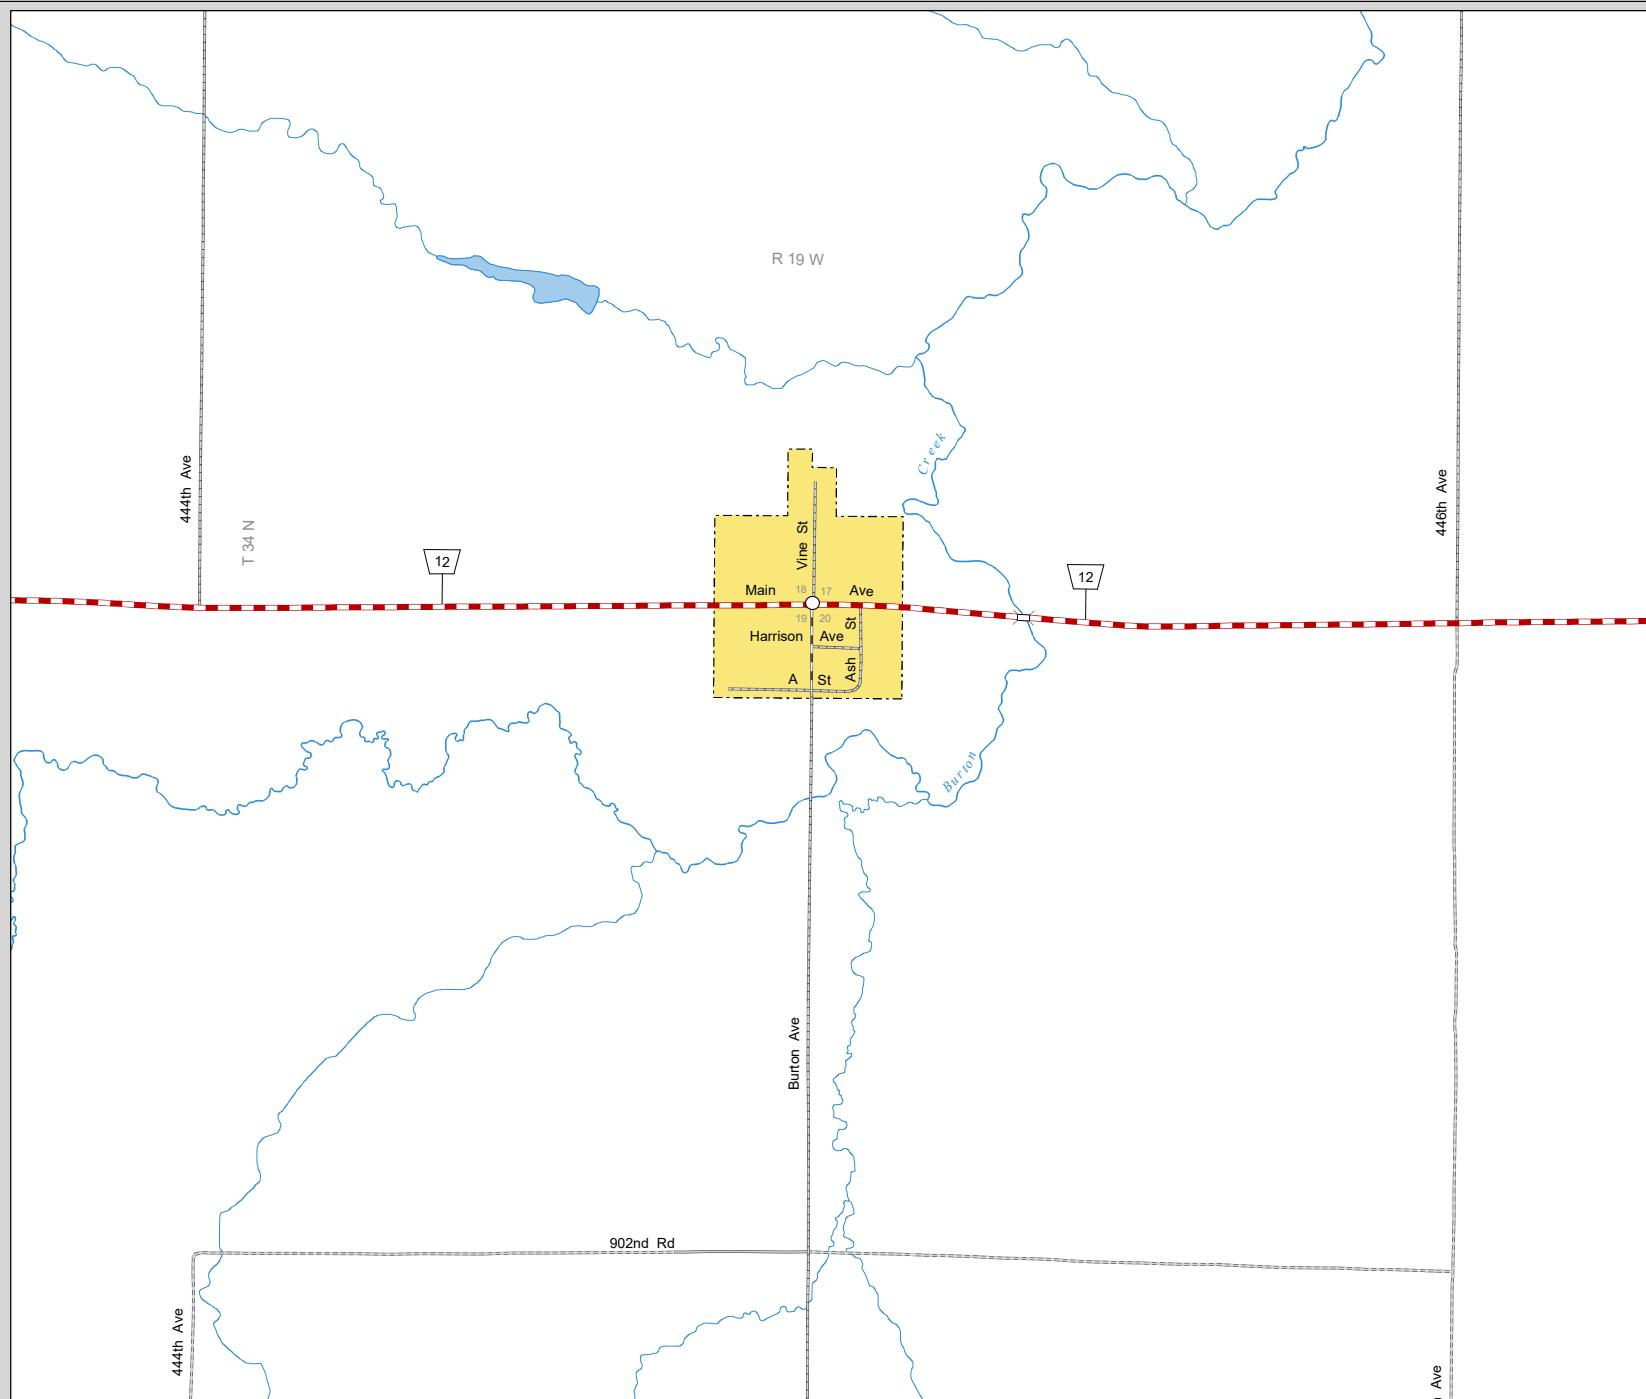 R 19 W
Creek
444th Ave
446th Ave
T 34 N
Vine St
12
12
Main Ave
18 17
19 20
St
Harrison Ave
Ash
A St
Burton
Burton Ave
902nd Rd
444th Ave
Ave